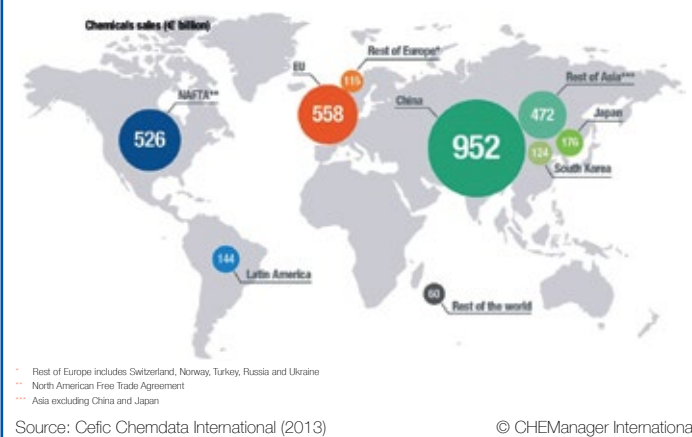 Chemicals sales (€ billion)
Rest of Europe*
EU
115
Rest of Asia***
NAFTA**
China
558
472
Japan
526
952
176
124
South Korea
144
Latin America
60
Rest of the world
* Rest of Europe includes Switzerland, Norway, Turkey, Russia and Ukraine
** North American Free Trade Agreement
*** Asia excluding China and Japan
Source: Cefic Chemdata International (2013) © CHEManager Internationa